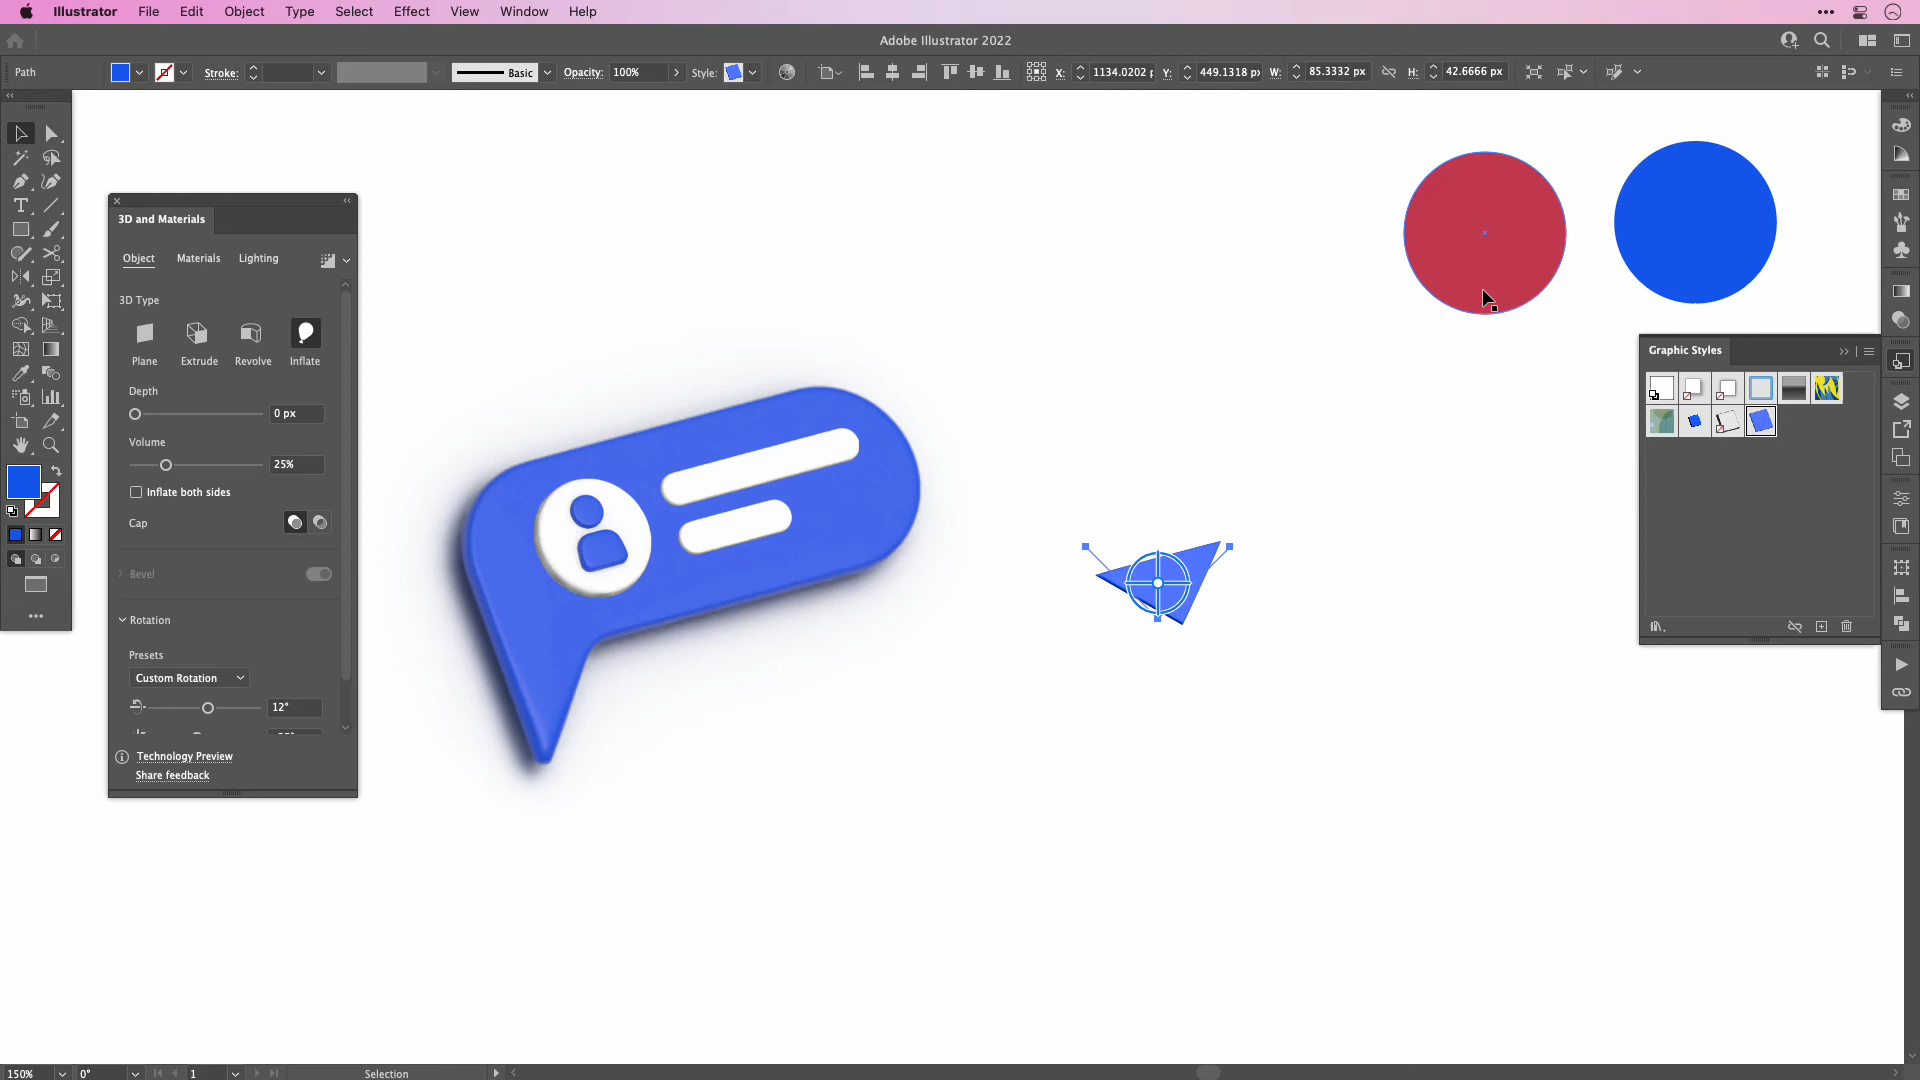 Illustrator File Edit Object Type Select Effect View Window Help
Adobe Illustrator 2022
Path Stroke: Basic Opacity: 100% Style: X: 1134.0202 p Y: 449.1318 px W: 85.3332 px H: 42.6666 px
3D and Materials
Object Materials Lighting
3D Type
Plane Extrude Revolve Inflate
Depth
0 px
Volume
25%
Inflate both sides
Cap
Bevel
Rotation
Presets
Custom Rotation
12°
Technology Preview
Share feedback
Graphic Styles
150% 0° 1 Selection